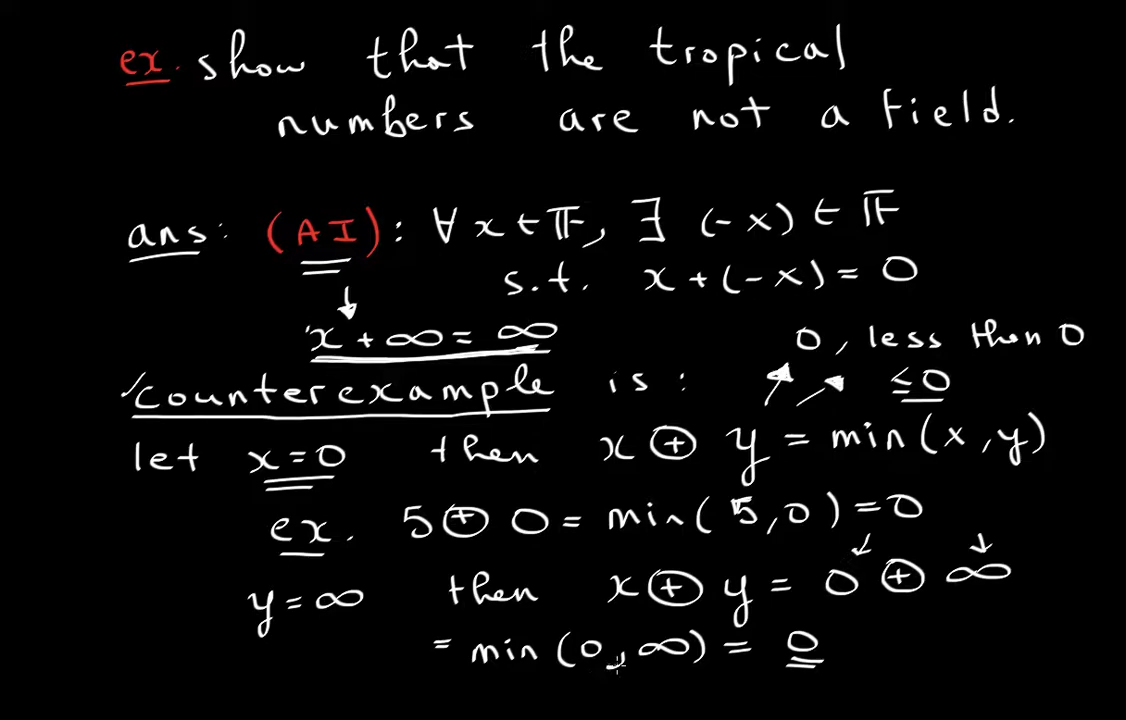 ex. show that the tropical
numbers are not a field.
ans: (AI): ∀ x ∈ 𝔽, ∃ (-x) ∈ 𝔽
s.t. x + (-x) = 0
x + ∞ = ∞
0, less then 0
counterexample is: ≤0
let x=0 then x ⊕ y = min(x,y)
ex. 5 ⊕ 0 = min(5,0) = 0
y = ∞ then x ⊕ y = 0 ⊕ ∞
= min(0,∞) = 0